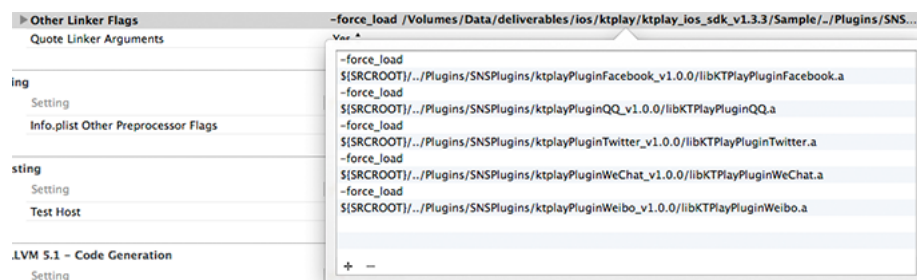 Other Linker Flags
-force_load /Volumes/Data/deliverables/ios/ktplay/ktplay_ios_sdk_v1.3.3/Sample/../Plugins/SNS...
Quote Linker Arguments
Yes
-force_load
$(SRCROOT)/../Plugins/SNSPlugins/ktplayPluginFacebook_v1.0.0/libKTPlayPluginFacebook.a
-force_load
$(SRCROOT)/../Plugins/SNSPlugins/ktplayPluginQQ_v1.0.0/libKTPlayPluginQQ.a
-force_load
$(SRCROOT)/../Plugins/SNSPlugins/ktplayPluginTwitter_v1.0.0/libKTPlayPluginTwitter.a
-force_load
$(SRCROOT)/../Plugins/SNSPlugins/ktplayPluginWeChat_v1.0.0/libKTPlayPluginWeChat.a
-force_load
$(SRCROOT)/../Plugins/SNSPlugins/ktplayPluginWeibo_v1.0.0/libKTPlayPluginWeibo.a
+ −
ing
Setting
Info.plist Other Preprocessor Flags
sting
Setting
Test Host
.LVM 5.1 - Code Generation
Setting